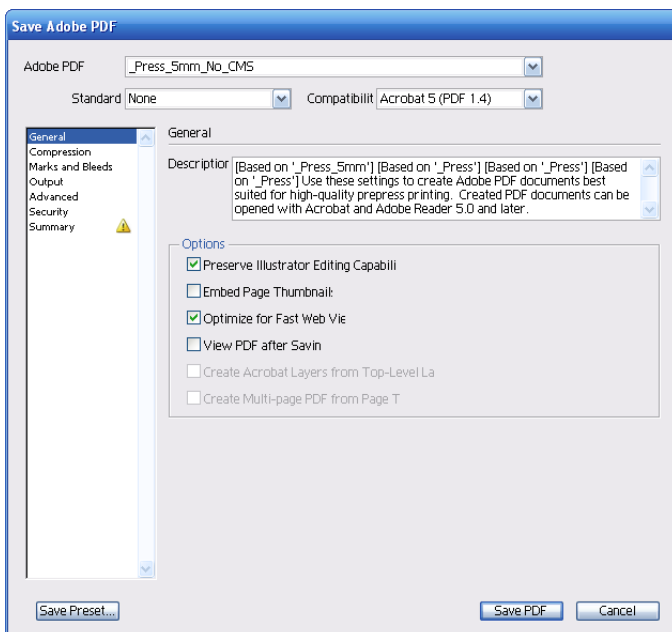 Save Adobe PDF
Adobe PDF _Press_5mm_No_CMS
Standard None Compatibilit Acrobat 5 (PDF 1.4)
General
Compression
Marks and Bleeds
Output
Advanced
Security
Summary
General
Description [Based on '_Press_5mm'] [Based on '_Press'] [Based on '_Press'] [Based
on '_Press'] Use these settings to create Adobe PDF documents best
suited for high-quality prepress printing. Created PDF documents can be
opened with Acrobat and Adobe Reader 5.0 and later.
Options
Preserve Illustrator Editing Capabili
Embed Page Thumbnail:
Optimize for Fast Web Vie
View PDF after Savin
Create Acrobat Layers from Top-Level La
Create Multi-page PDF from Page T
Save Preset... Save PDF Cancel